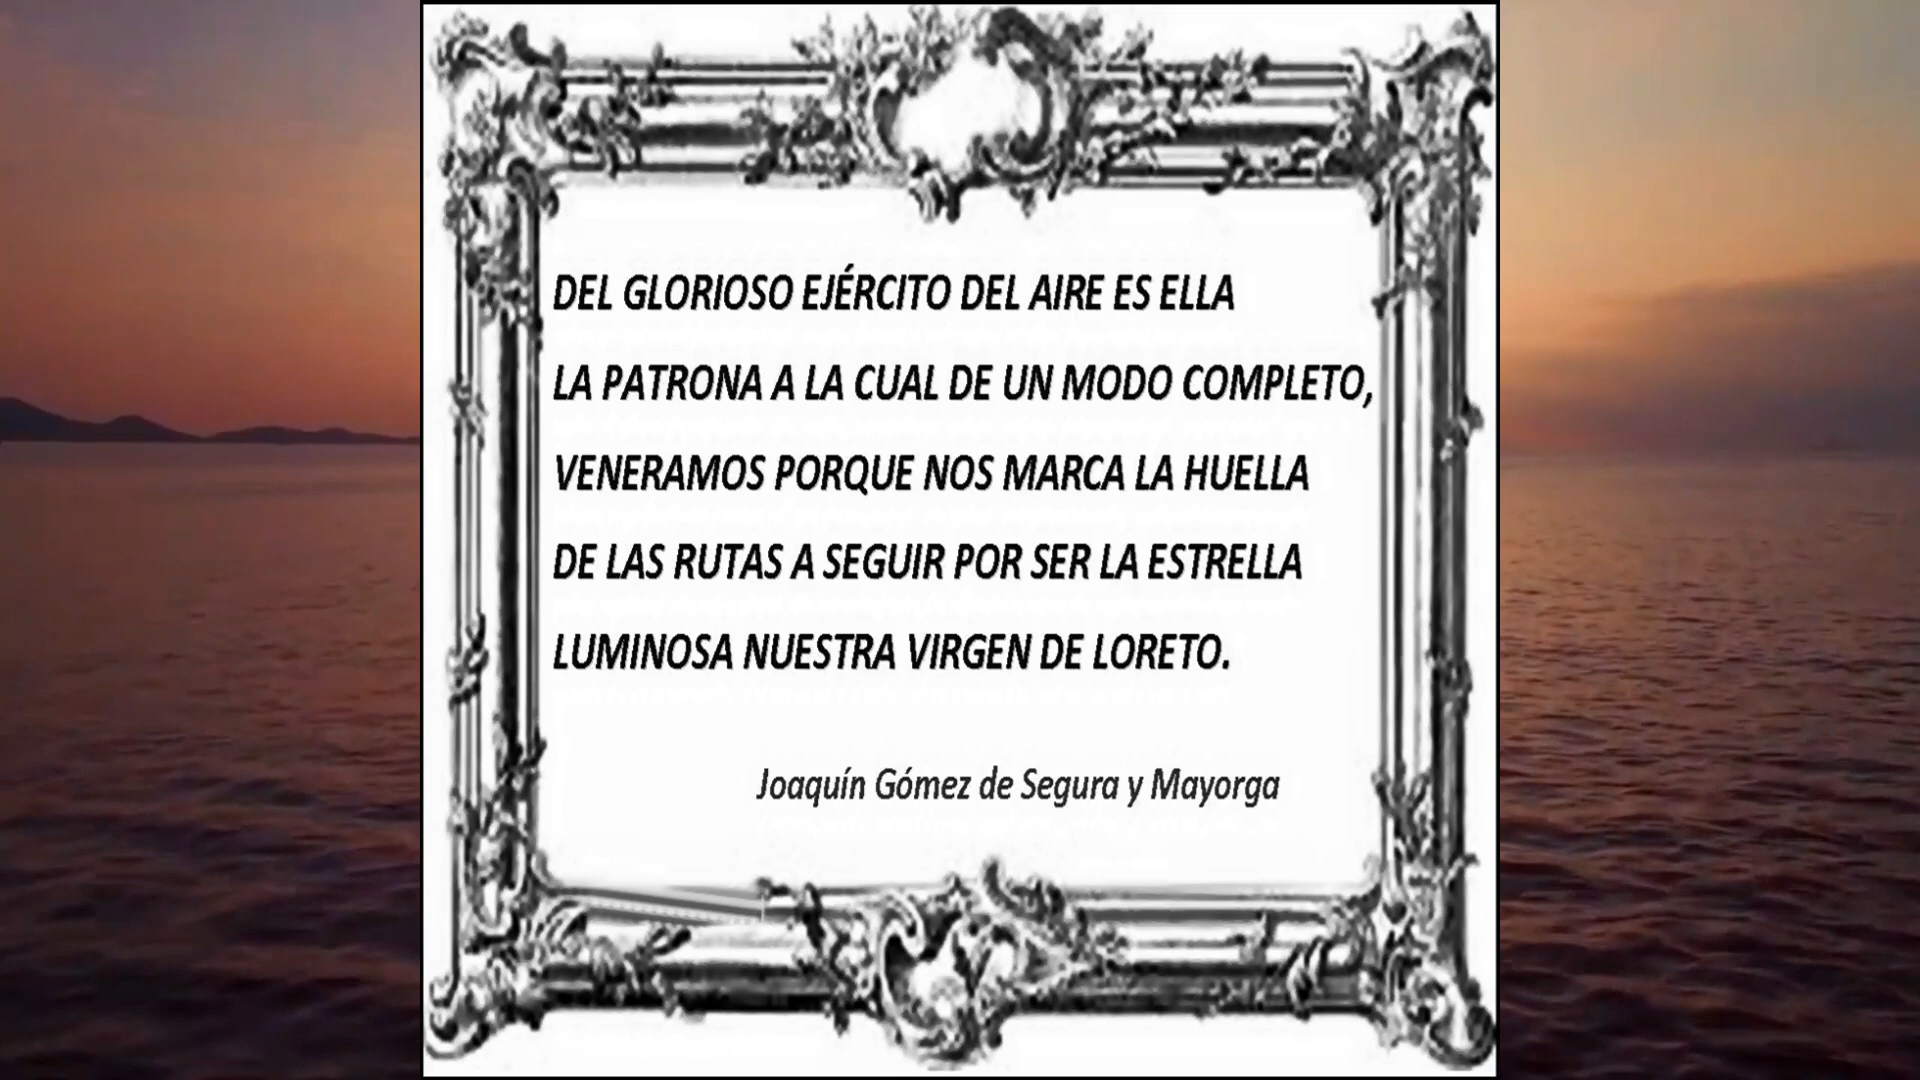 DEL GLORIOSO EJÉRCITO DEL AIRE ES ELLA
LA PATRONA A LA CUAL DE UN MODO COMPLETO,
VENERAMOS PORQUE NOS MARCA LA HUELLA
DE LAS RUTAS A SEGUIR POR SER LA ESTRELLA
LUMINOSA NUESTRA VIRGEN DE LORETO.
Joaquín Gómez de Segura y Mayorga